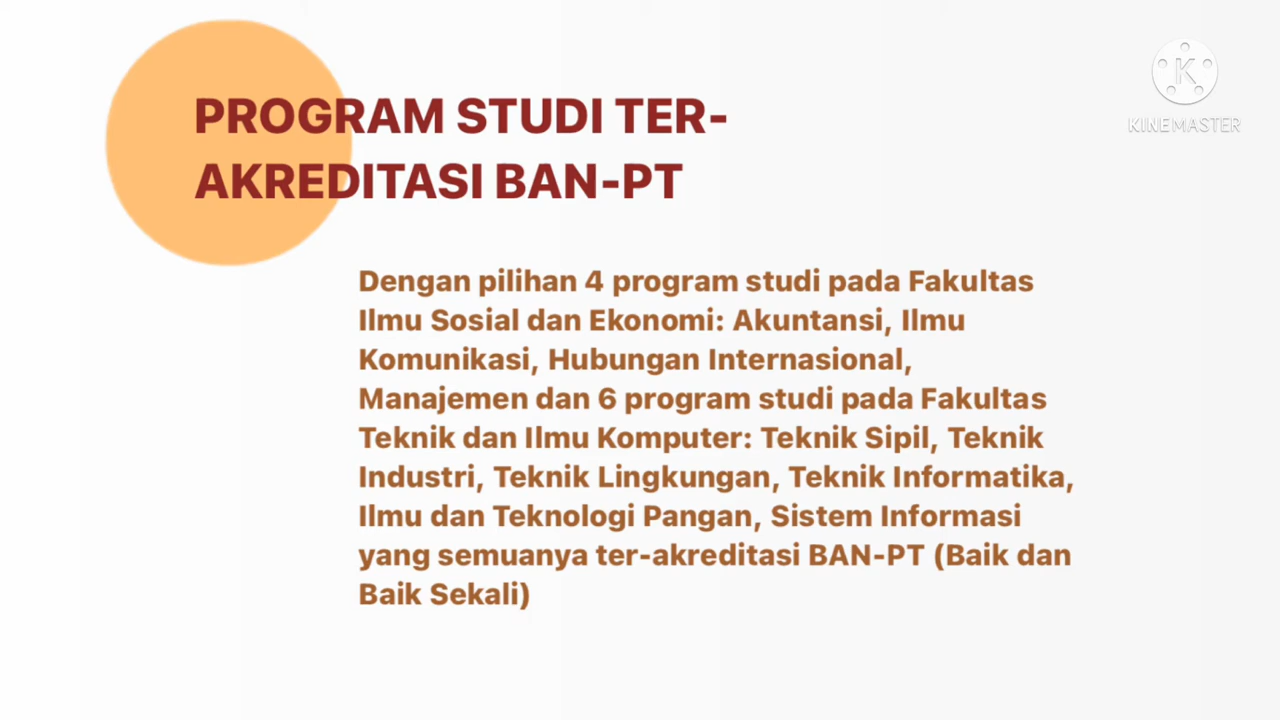 PROGRAM STUDI TER-
AKREDITASI BAN-PT
K
KINEMASTER
Dengan pilihan 4 program studi pada Fakultas
Ilmu Sosial dan Ekonomi: Akuntansi, Ilmu
Komunikasi, Hubungan Internasional,
Manajemen dan 6 program studi pada Fakultas
Teknik dan Ilmu Komputer: Teknik Sipil, Teknik
Industri, Teknik Lingkungan, Teknik Informatika,
Ilmu dan Teknologi Pangan, Sistem Informasi
yang semuanya ter-akreditasi BAN-PT (Baik dan
Baik Sekali)